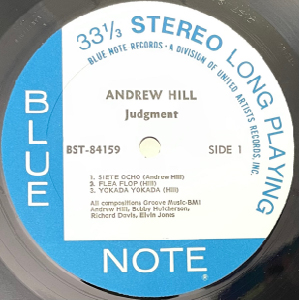 33⅓ STEREO LONG PLAYING
BLUE NOTE RECORDS • A DIVISION OF UNITED ARTISTS RECORDS, INC.
ANDREW HILL
Judgment
BST-84159
SIDE 1
1. SIETE OCHO (Andrew Hill)
2. FLEA FLOP (Hill)
3. YCKADA YOKADA (Hill)
All compositions Groove Music-BMI
Andrew Hill, Bobby Hutcherson,
Richard Davis, Elvin Jones
BLUE
NOTE
®